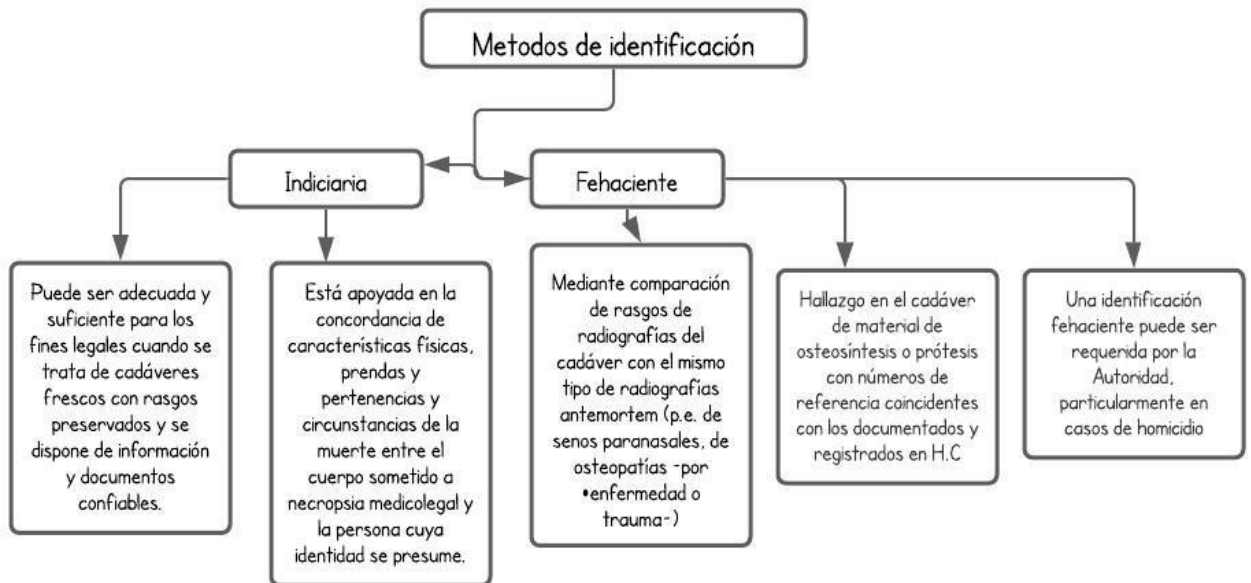 Metodos de identificación
Indiciaria
Fehaciente
Puede ser adecuada y
suficiente para los
fines legales cuando se
trata de cadáveres
frescos con rasgos
preservados y se
dispone de información
y documentos
confiables.
Está apoyada en la
concordancia de
características físicas,
prendas y
pertenencias y
circunstancias de la
muerte entre el
cuerpo sometido a
necropsia medicolegal y
la persona cuya
identidad se presume.
Mediante comparación
de rasgos de
radiografías del
cadáver con el mismo
tipo de radiografías
antemortem (p.e. de
senos paranasales, de
osteopatías -por
•enfermedad o
trauma-)
Hallazgo en el cadáver
de material de
osteosíntesis o prótesis
con números de
referencia coincidentes
con los documentados y
registrados en H.C
Una identificación
fehaciente puede ser
requerida por la
Autoridad,
particularmente en
casos de homicidio